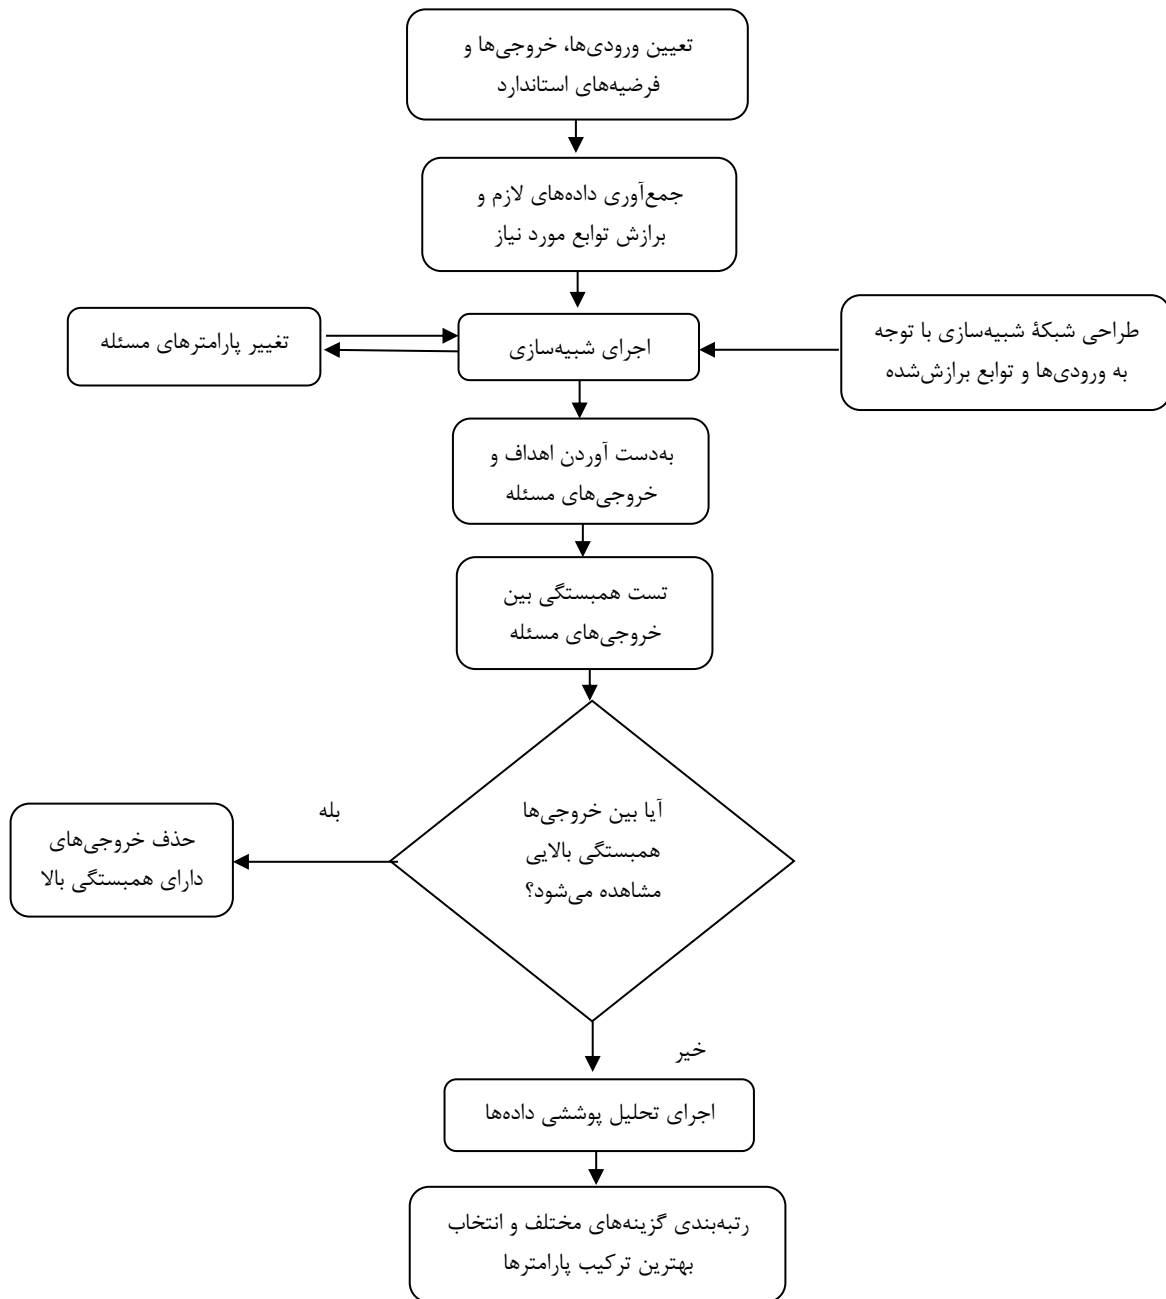 تعیین ورودی‌ها، خروجی‌ها و
فرضیه‌های استاندارد
جمع‌آوری داده‌های لازم و
برازش توابع مورد نیاز
طراحی شبکهٔ شبیه‌سازی با توجه
به ورودی‌ها و توابع برازش‌شده
اجرای شبیه‌سازی
تغییر پارامترهای مسئله
به‌دست آوردن اهداف و
خروجی‌های مسئله
تست همبستگی بین
خروجی‌های مسئله
آیا بین خروجی‌ها
همبستگی بالایی
مشاهده می‌شود؟
بله
حذف خروجی‌های
دارای همبستگی بالا
خیر
اجرای تحلیل پوششی داده‌ها
رتبه‌بندی گزینه‌های مختلف و انتخاب
بهترین ترکیب پارامترها